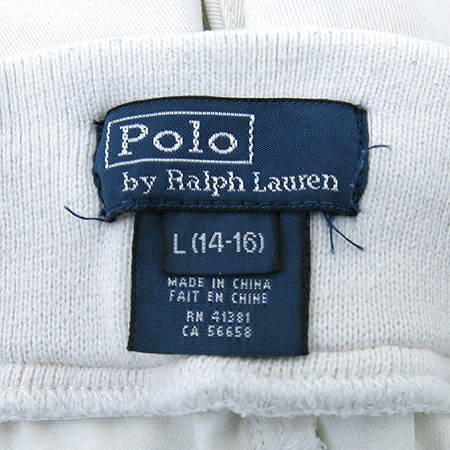 Polo
by Ralph Lauren
L (14-16)
MADE IN CHINA
FAIT EN CHINE
RN 41381
CA 56658